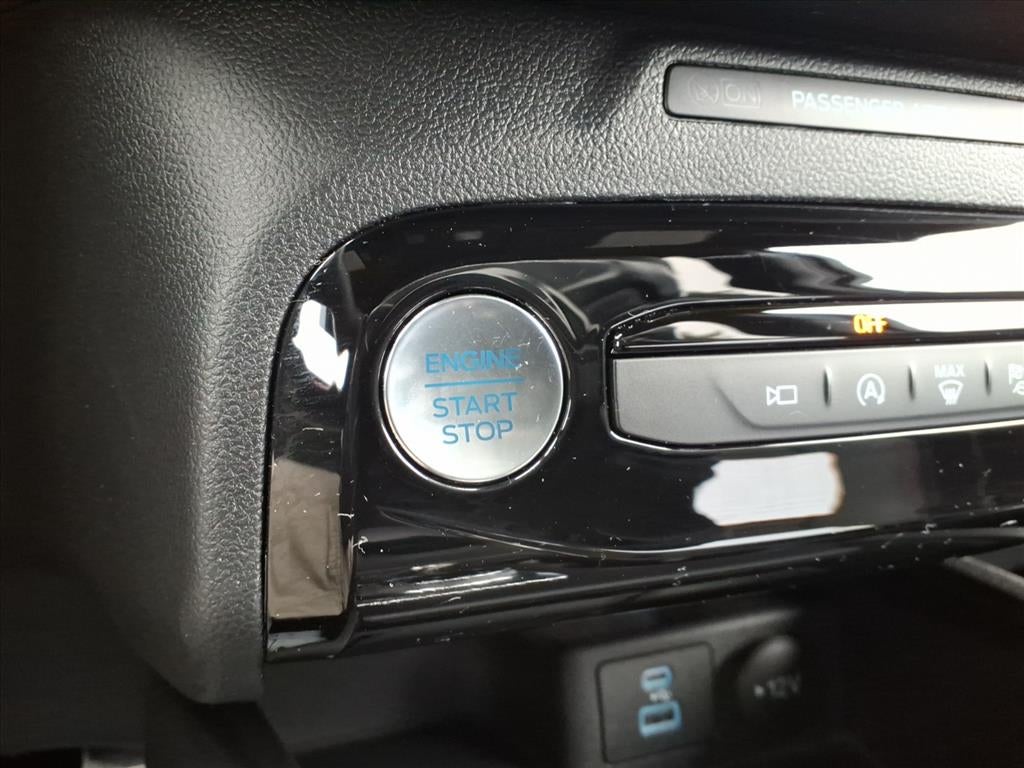 ON
PASSENGER
OFF
ENGINE
START
STOP
A
MAX
12V